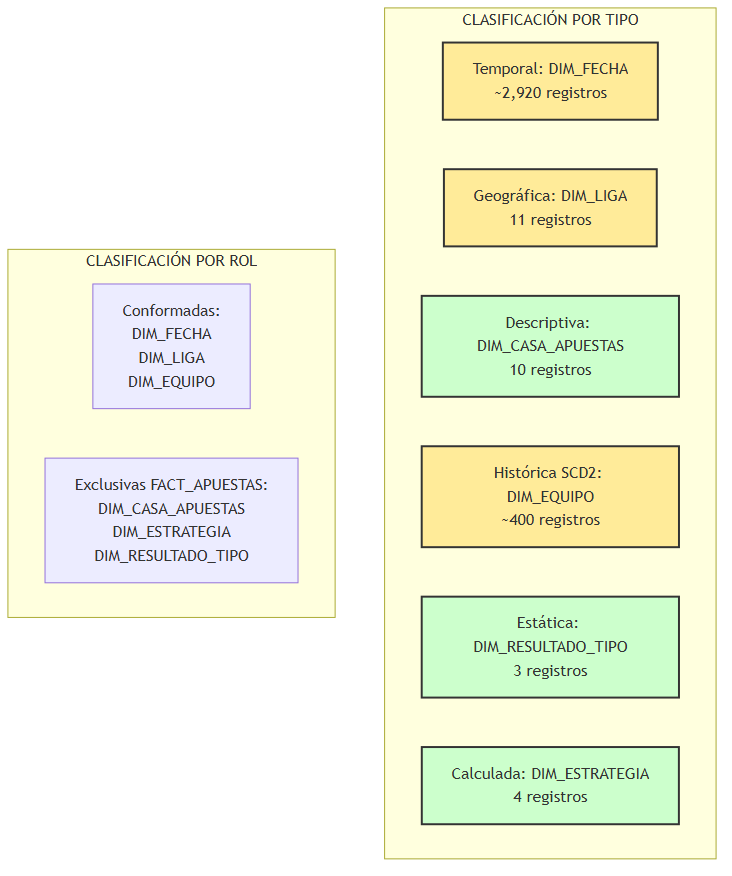 CLASIFICACIÓN POR ROL
Conformadas:
DIM_FECHA
DIM_LIGA
DIM_EQUIPO
Exclusivas FACT_APUESTAS:
DIM_CASA_APUESTAS
DIM_ESTRATEGIA
DIM_RESULTADO_TIPO
CLASIFICACIÓN POR TIPO
Temporal: DIM_FECHA
~2,920 registros
Geográfica: DIM_LIGA
11 registros
Descriptiva:
DIM_CASA_APUESTAS
10 registros
Histórica SCD2:
DIM_EQUIPO
~400 registros
Estática:
DIM_RESULTADO_TIPO
3 registros
Calculada: DIM_ESTRATEGIA
4 registros